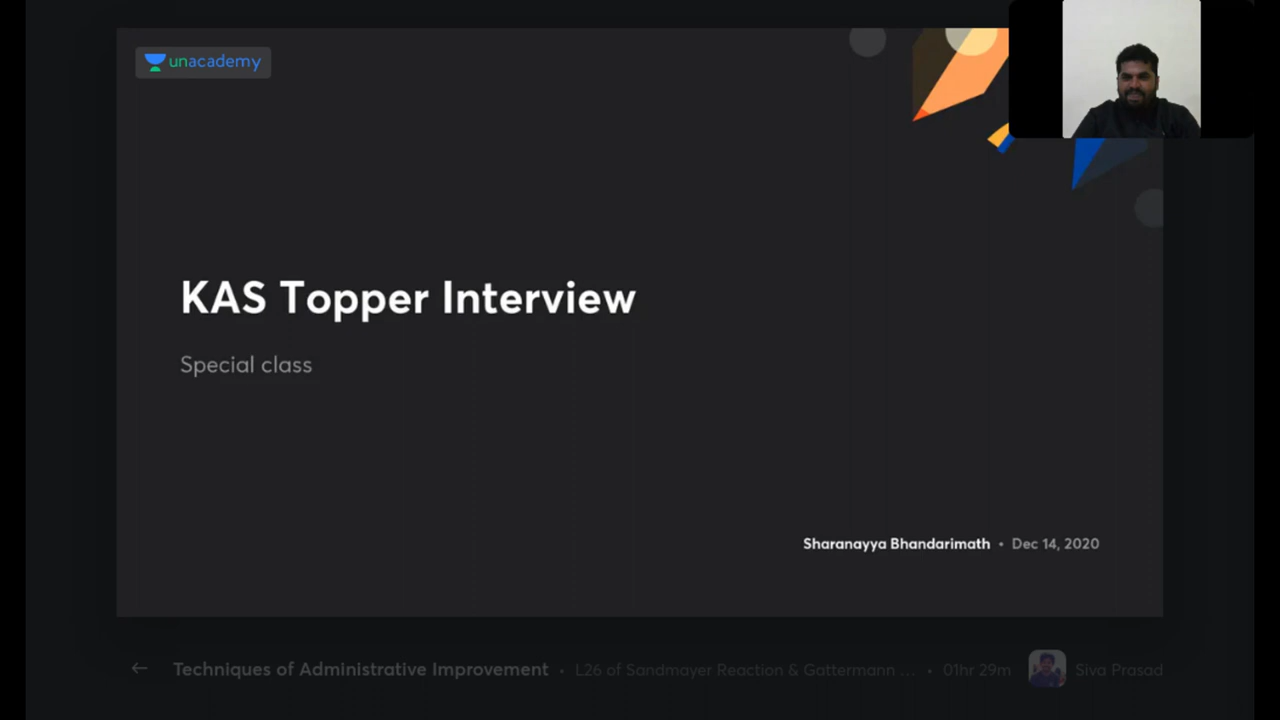 unacademy
KAS Topper Interview
Special class
Sharanayya Bhandarimath • Dec 14, 2020
← Techniques of Administrative Improvement • L26 of Sandmayer Reaction & Gattermann ... • 01hr 29m Siva Prasad